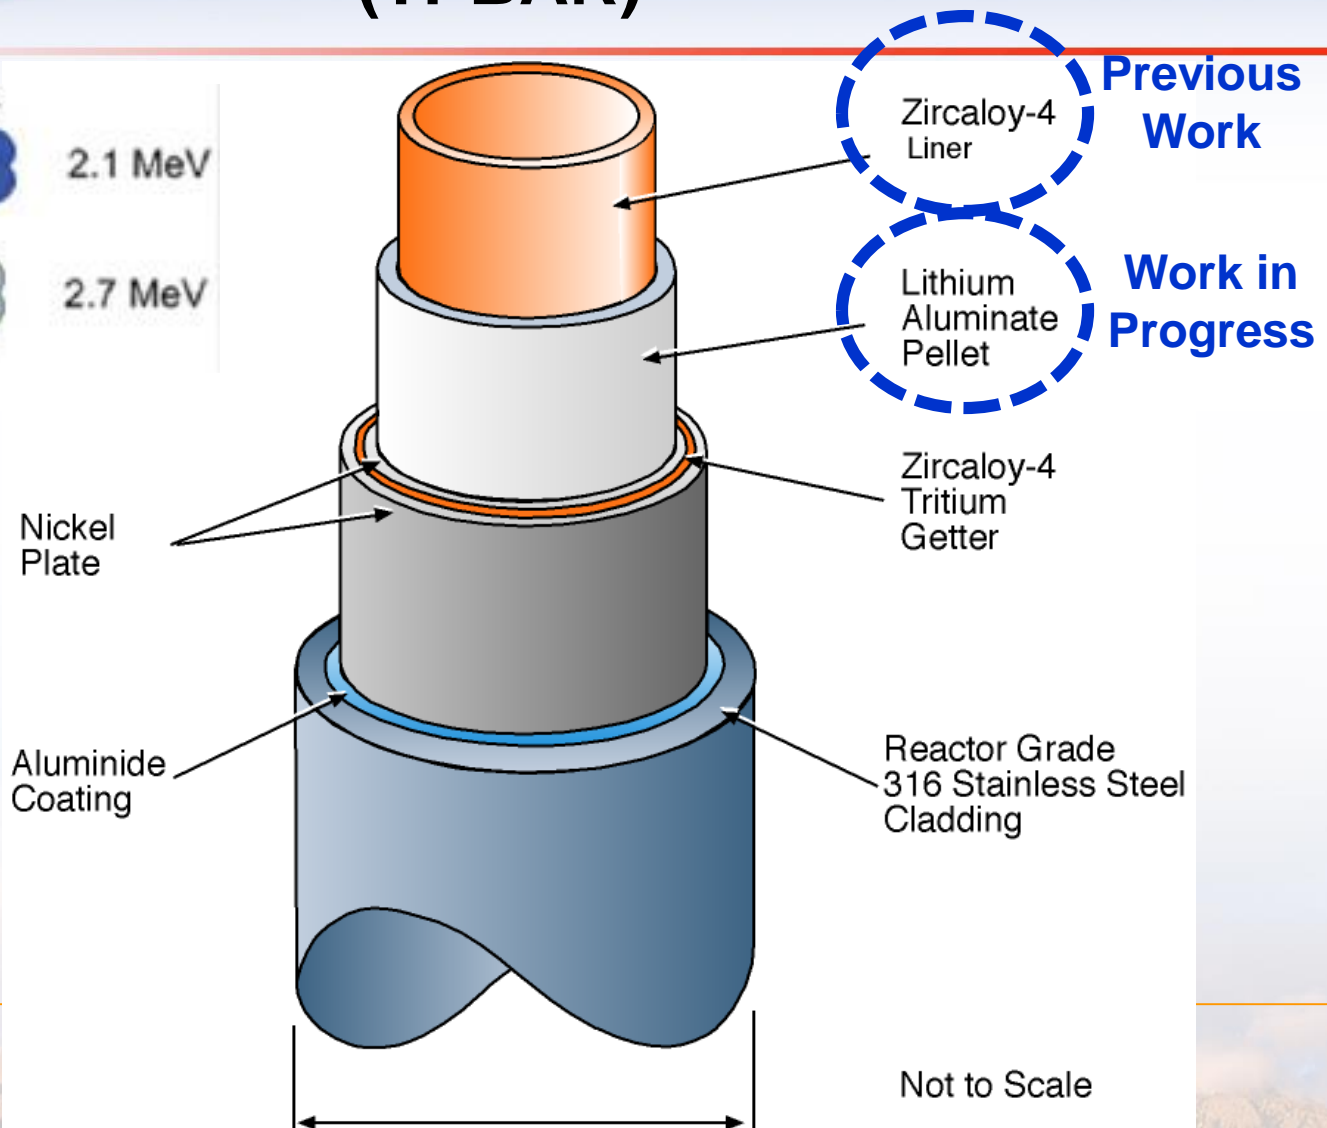 2.1 MeV
2.7 MeV
Zircaloy-4
Liner
Previous
Work
Lithium
Aluminate
Pellet
Work in
Progress
Zircaloy-4
Tritium
Getter
Nickel
Plate
Aluminide
Coating
Reactor Grade
316 Stainless Steel
Cladding
Not to Scale